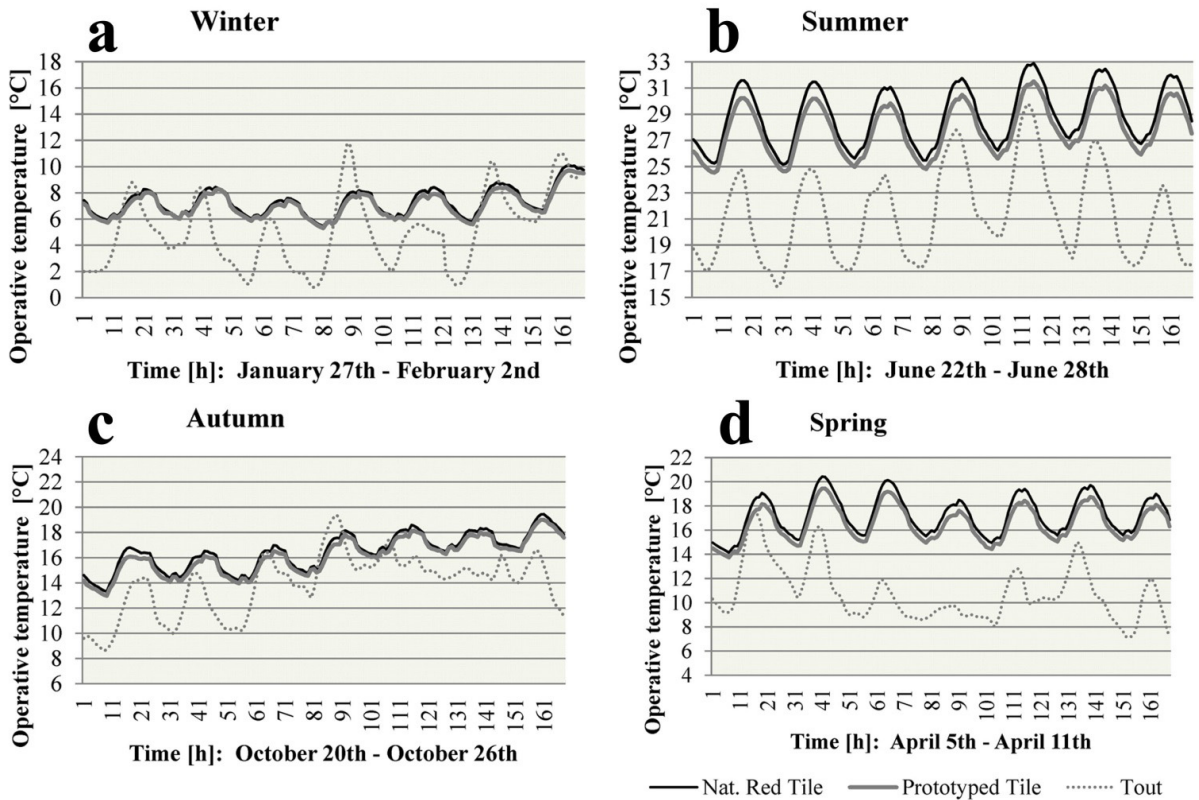 a Winter
Operative temperature [°C]
18
16
14
12
10
8
6
4
2
0
1 11 21 31 41 51 61 71 81 91 101 111 121 131 141 151 161
Time [h]: January 27th - February 2nd
b Summer
Operative temperature [°C]
33
31
29
27
25
23
21
19
17
15
1 11 21 31 41 51 61 71 81 91 101 111 121 131 141 151 161
Time [h]: June 22th - June 28th
c Autumn
Operative temperature [°C]
24
22
20
18
16
14
12
10
8
6
1 11 21 31 41 51 61 71 81 91 101 111 121 131 141 151 161
Time [h]: October 20th - October 26th
d Spring
Operative temperature [°C]
22
20
18
16
14
12
10
8
6
4
1 11 21 31 41 51 61 71 81 91 101 111 121 131 141 151 161
Time [h]: April 5th - April 11th
Nat. Red Tile Prototyped Tile Tout